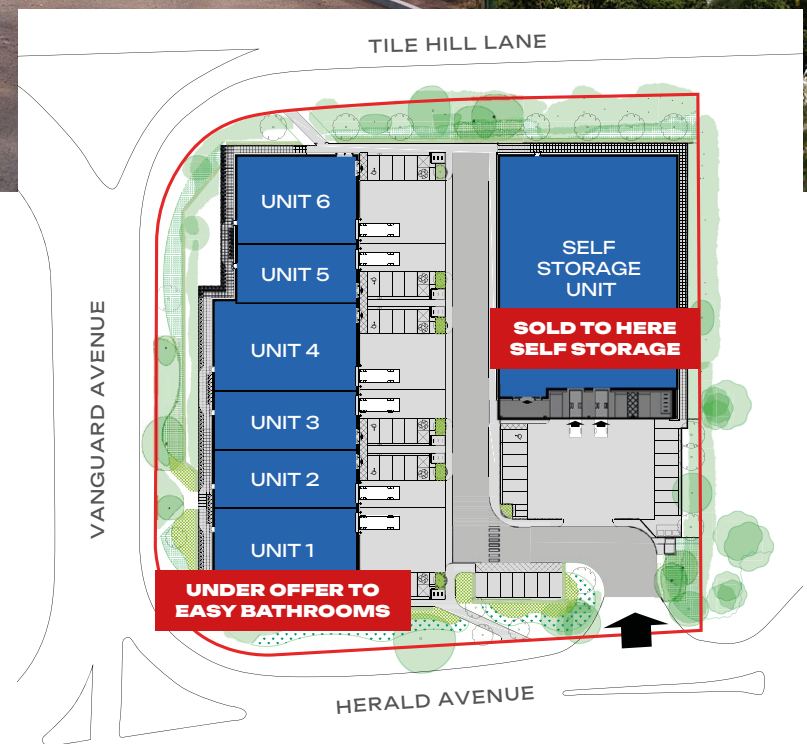 TILE HILL LANE
UNIT 6
UNIT 5
UNIT 4
UNIT 3
UNIT 2
UNIT 1
SELF
STORAGE
UNIT
SOLD TO HERE
SELF STORAGE
UNDER OFFER TO
EASY BATHROOMS
VANGUARD AVENUE
HERALD AVENUE